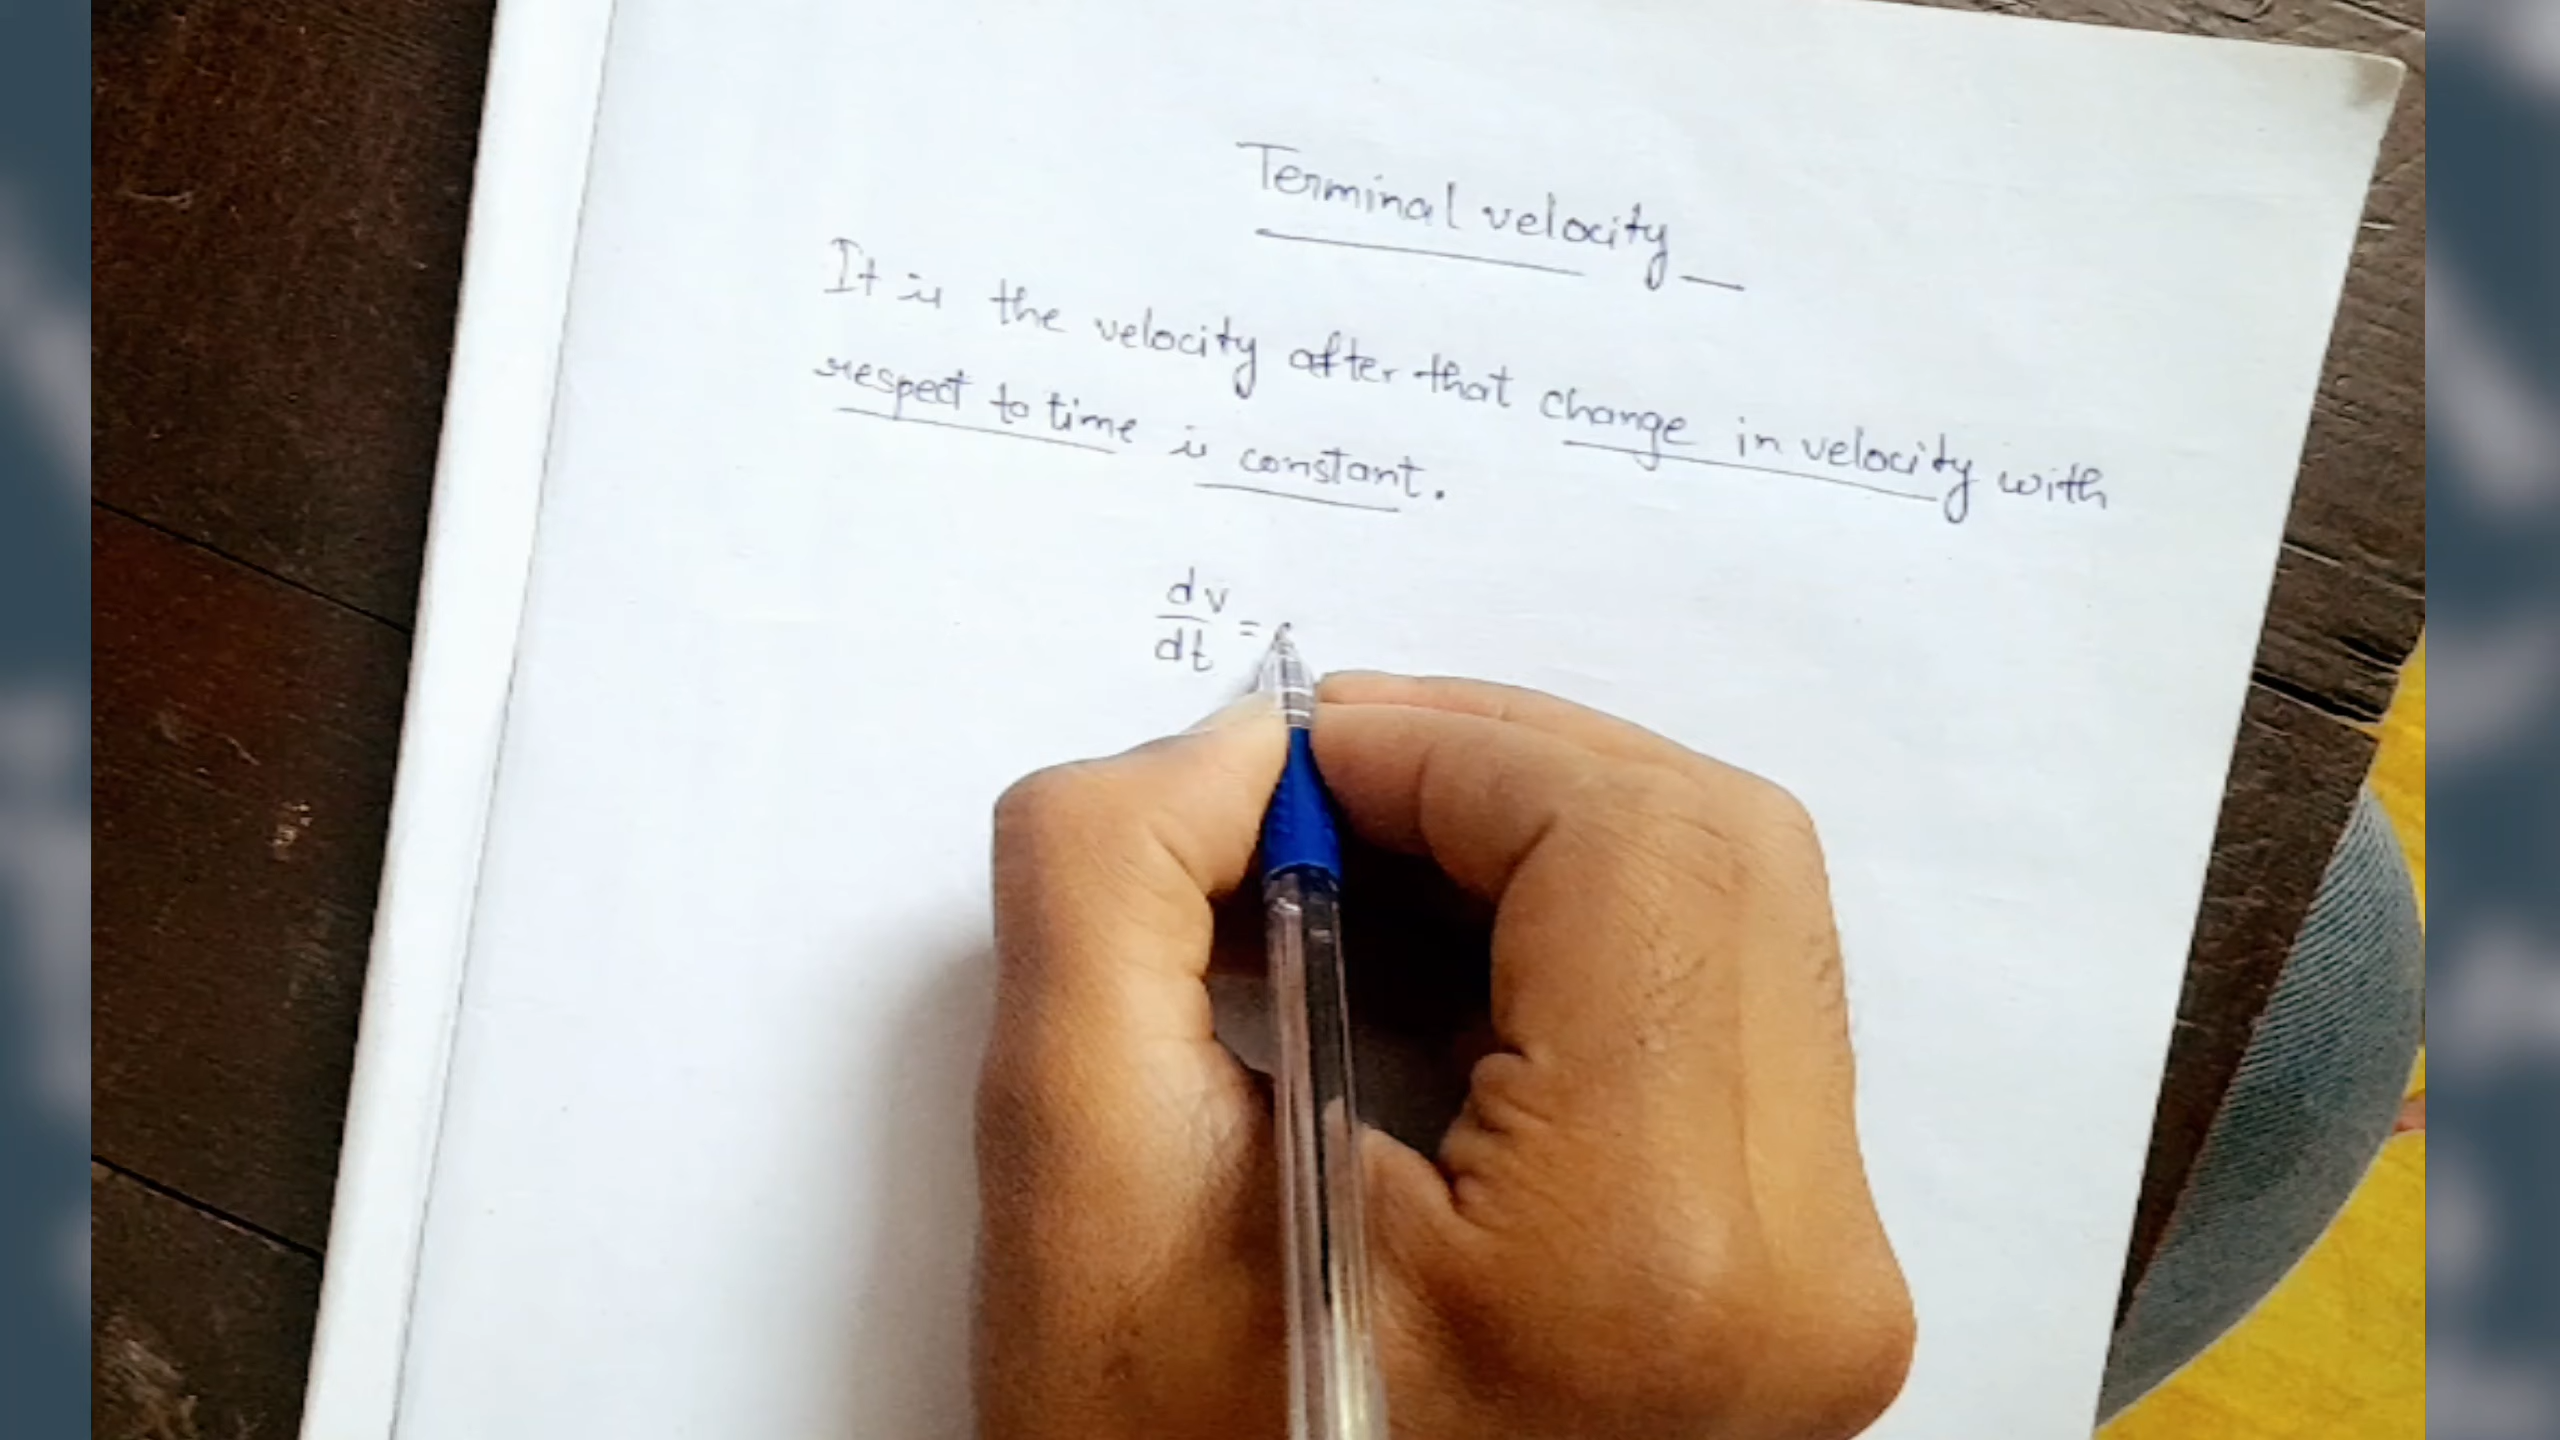 Terminal velocity
It is the velocity after that change in velocity with
respect to time is constant.
dv
dt =